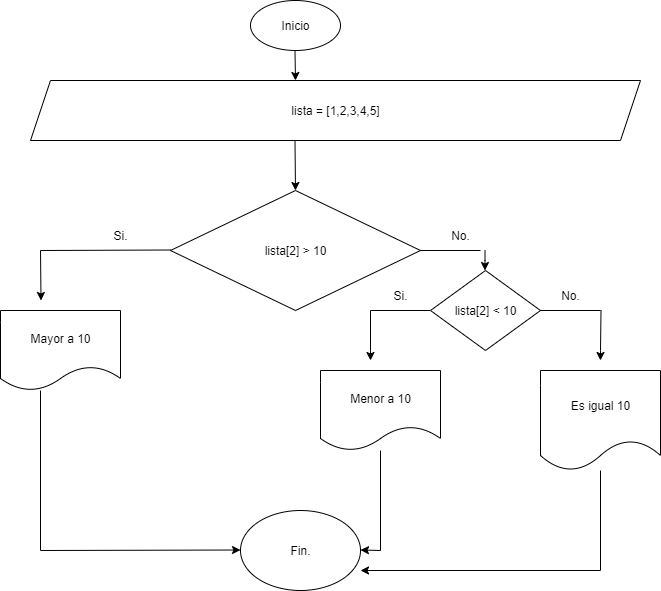 Inicio
lista = [1,2,3,4,5]
Si.
lista[2] > 10
No.
Si.
lista[2] < 10
No.
Mayor a 10
Menor a 10
Es igual 10
Fin.